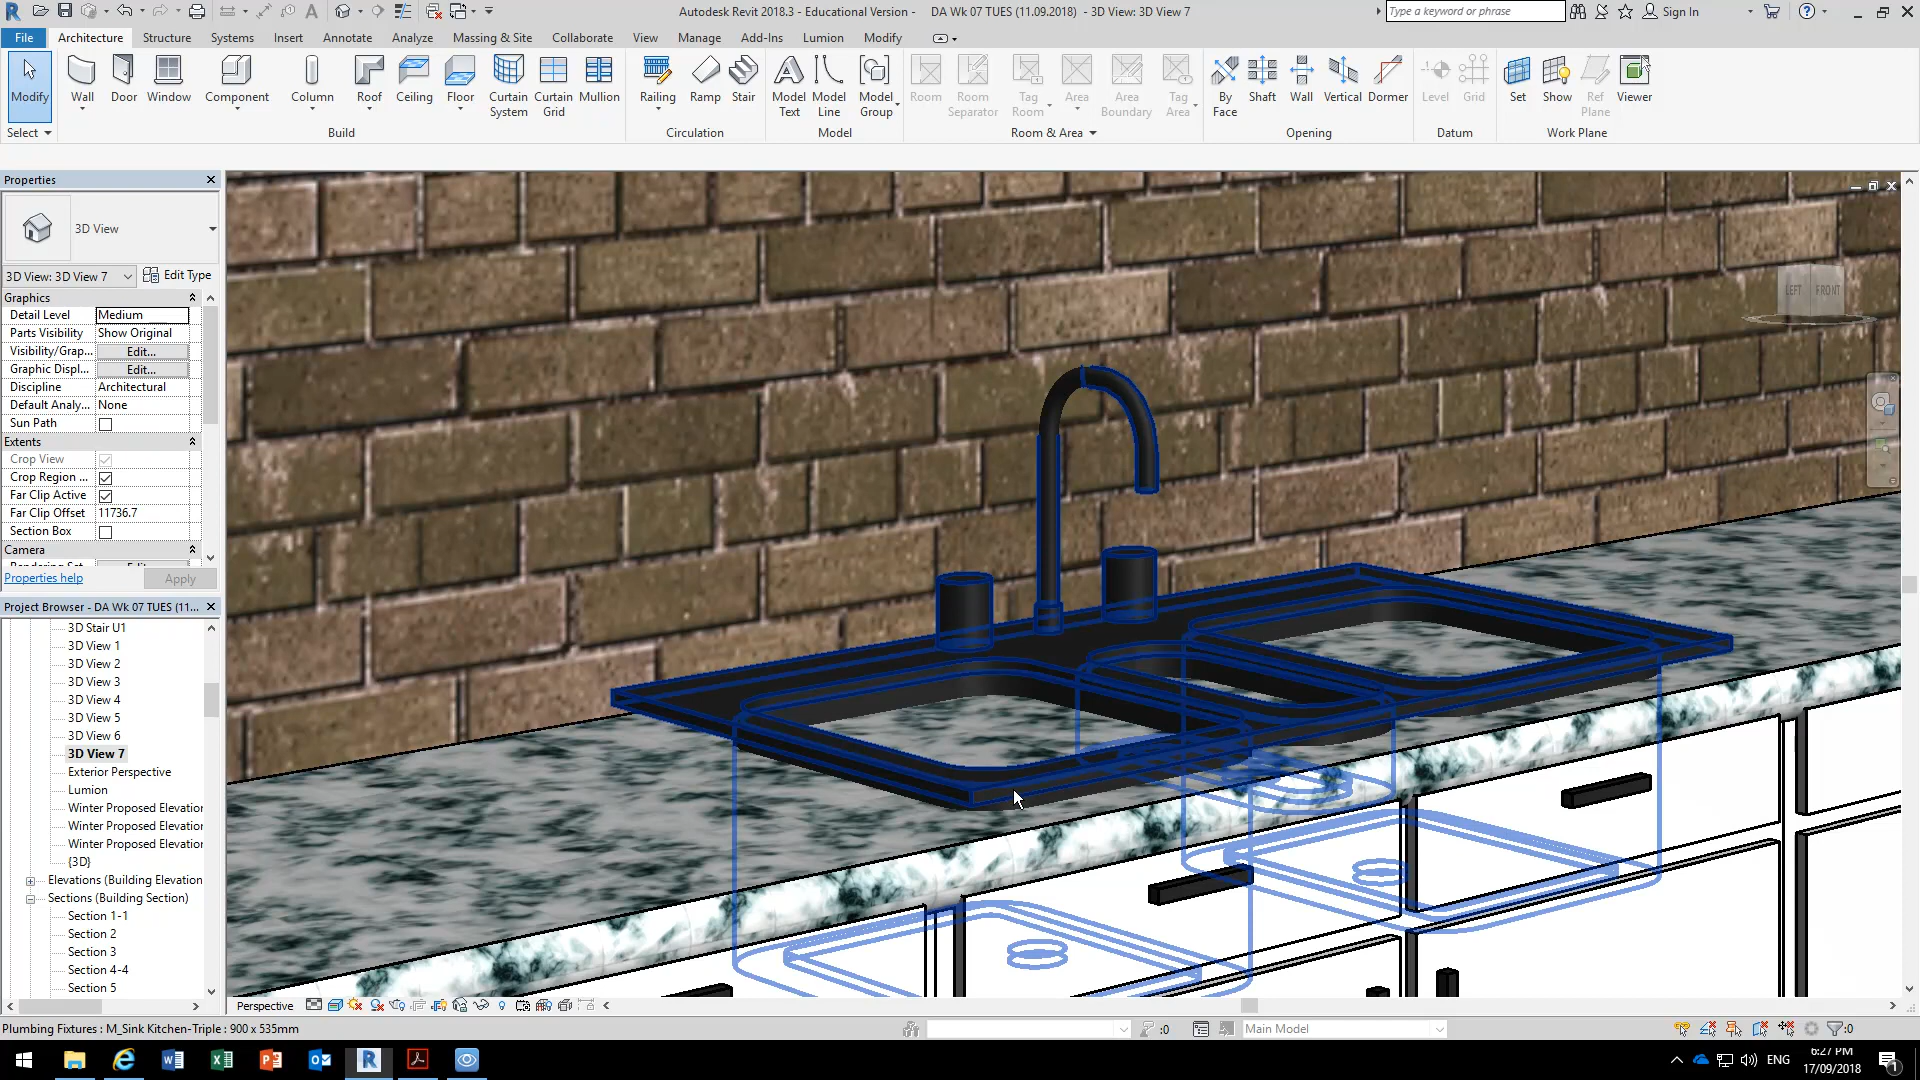 Autodesk Revit 2018.3 - Educational Version - DA Wk 07 TUES (11.09.2018) - 3D View: 3D View 7
Type a keyword or phrase
Sign In
File Architecture Structure Systems Insert Annotate Analyze Massing & Site Collaborate View Manage Add-Ins Lumion Modify
Modify Wall Door Window Component Column Roof Ceiling Floor Curtain System Curtain Grid Mullion Railing Ramp Stair Model Text Model Line Model Group Room Room Separator Tag Room Area Area Boundary Tag Area By Face Shaft Wall Vertical Dormer Level Grid Set Show Ref Plane Viewer
Select Build Circulation Model Room & Area Opening Datum Work Plane
Properties
3D View
3D View: 3D View 7 Edit Type
Graphics
Detail Level Medium
Parts Visibility Show Original
Visibility/Grap... Edit...
Graphic Displ... Edit...
Discipline Architectural
Default Analy... None
Sun Path
Extents
Crop View
Crop Region ...
Far Clip Active
Far Clip Offset 11736.7
Section Box
Camera
Properties help Apply
Project Browser - DA Wk 07 TUES (11...
3D Stair U1
3D View 1
3D View 2
3D View 3
3D View 4
3D View 5
3D View 6
3D View 7
Exterior Perspective
Lumion
Winter Proposed Elevation
Winter Proposed Elevation
Winter Proposed Elevation
{3D}
Elevations (Building Elevation
Sections (Building Section)
Section 1-1
Section 2
Section 3
Section 4-4
Section 5
LEFT FRONT
Perspective
Plumbing Fixtures : M_Sink Kitchen-Triple : 900 x 535mm
:0
Main Model
:0
ENG
6:27 PM
17/09/2018
1